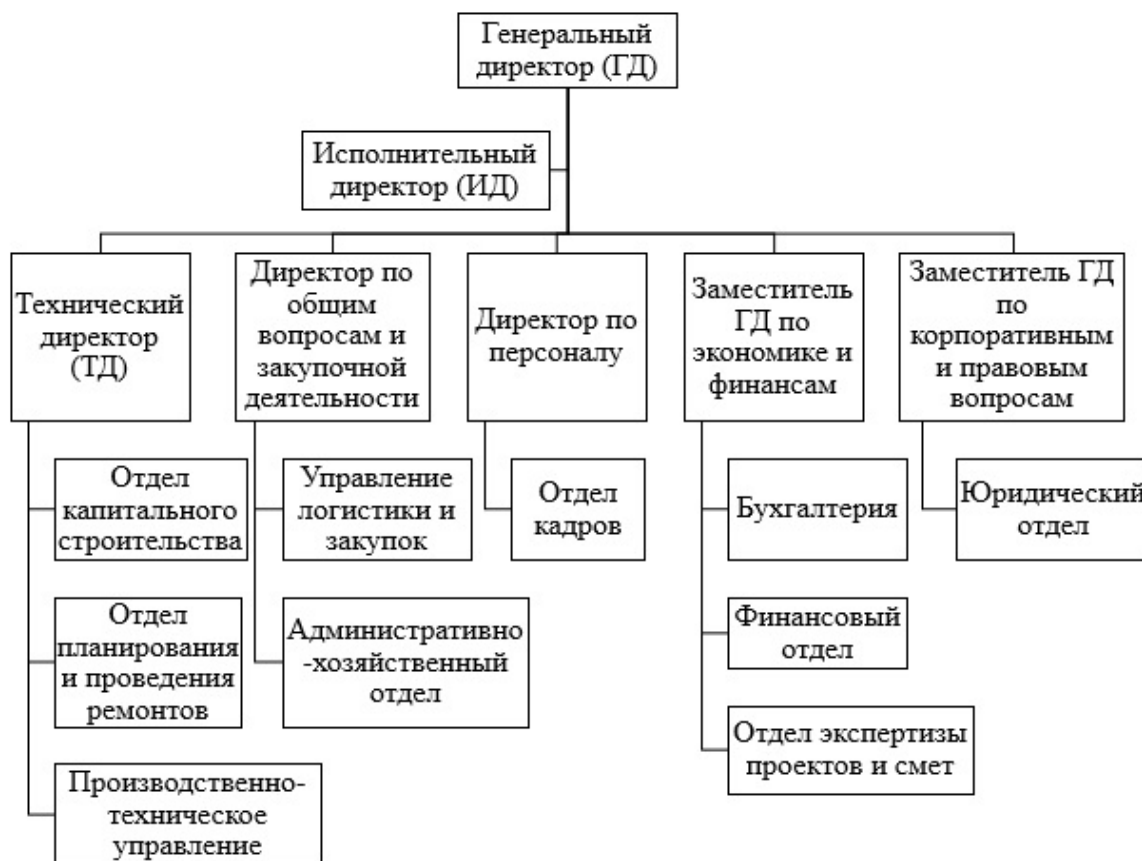 Генеральный
директор (ГД)
Исполнительный
директор (ИД)
Технический
директор
(ТД)
Директор по
общим
вопросам и
закупочной
деятельности
Директор по
персоналу
Заместитель
ГД по
экономике и
финансам
Заместитель ГД
по
корпоративным
и правовым
вопросам
Отдел
капитального
строительства
Управление
логистики и
закупок
Отдел
кадров
Бухгалтерия
Юридический
отдел
Отдел
планирования
и проведения
ремонтов
Административно
-хозяйственный
отдел
Финансовый
отдел
Производственно-
техническое
управление
Отдел экспертизы
проектов и смет